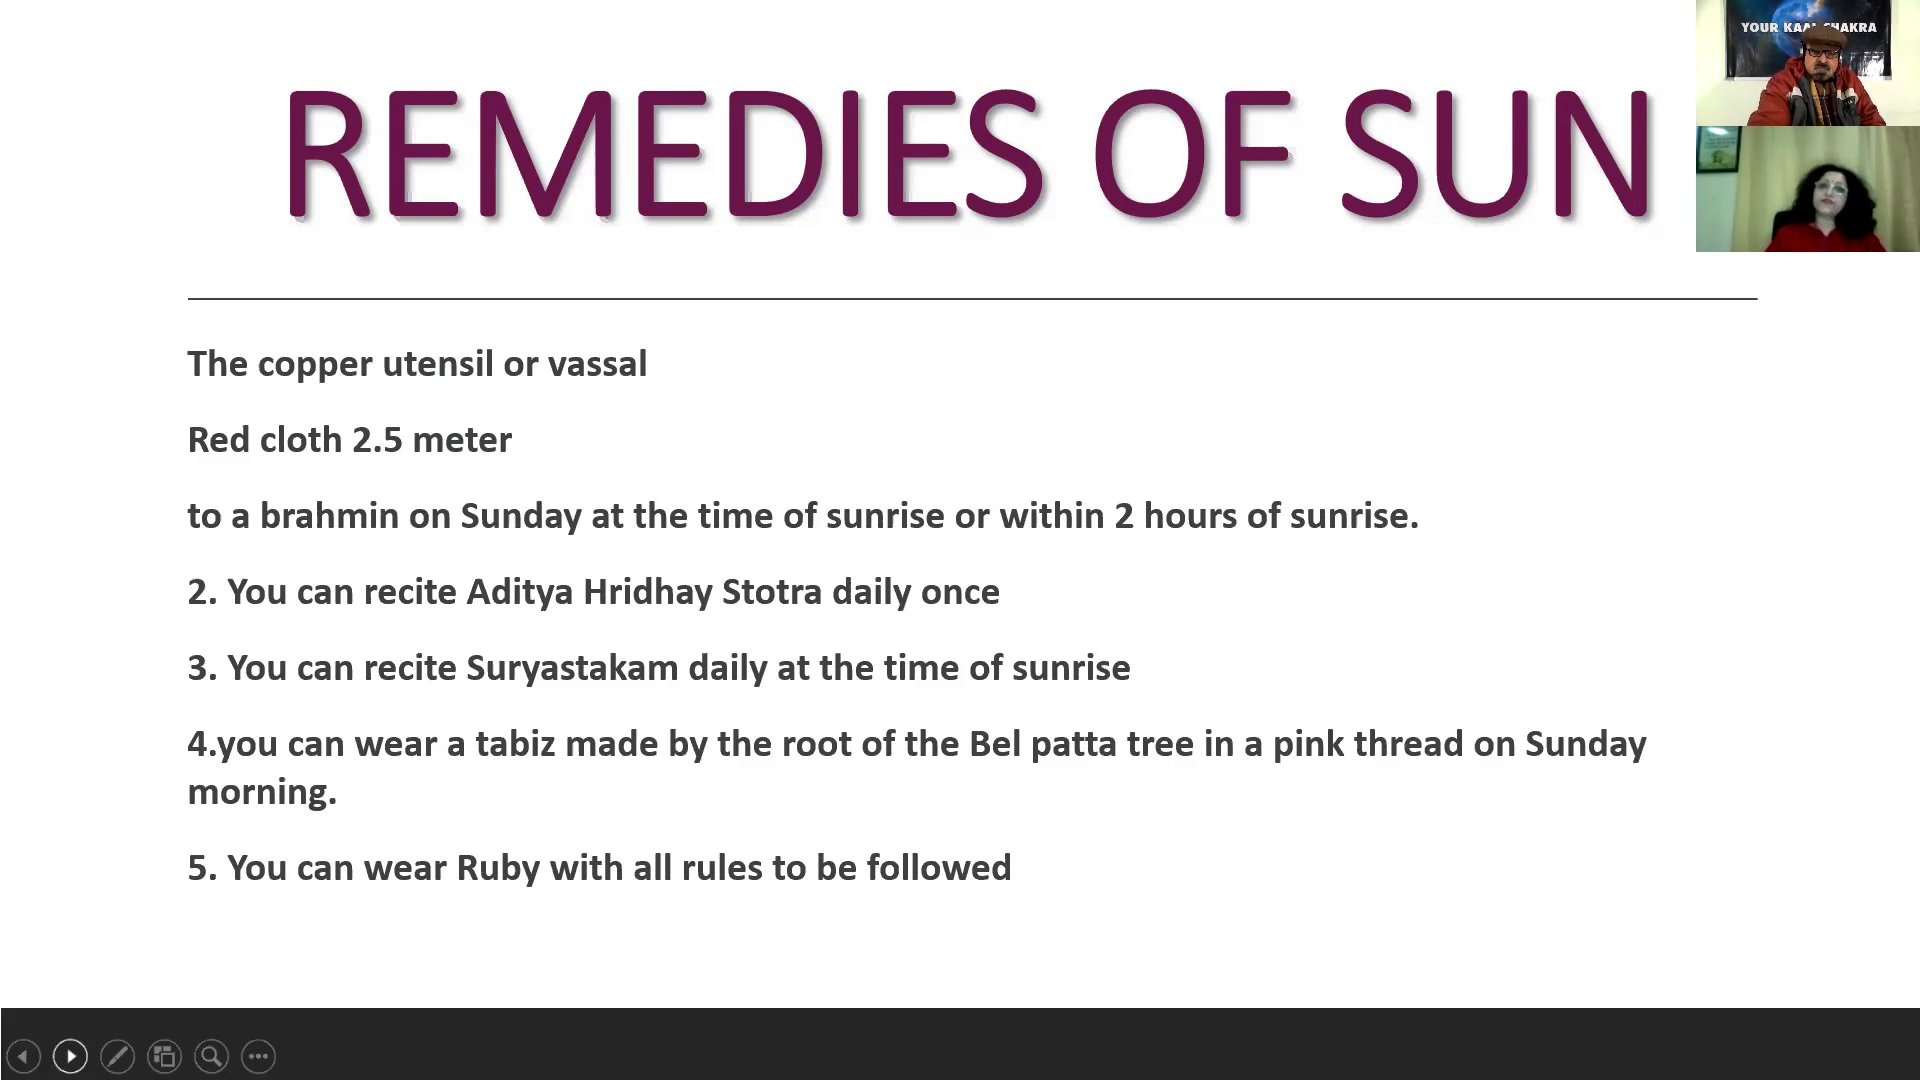 YOUR KAAL CHAKRA
REMEDIES OF SUN
The copper utensil or vassal
Red cloth 2.5 meter
to a brahmin on Sunday at the time of sunrise or within 2 hours of sunrise.
2. You can recite Aditya Hridhay Stotra daily once
3. You can recite Suryastakam daily at the time of sunrise
4.you can wear a tabiz made by the root of the Bel patta tree in a pink thread on Sunday
morning.
5. You can wear Ruby with all rules to be followed